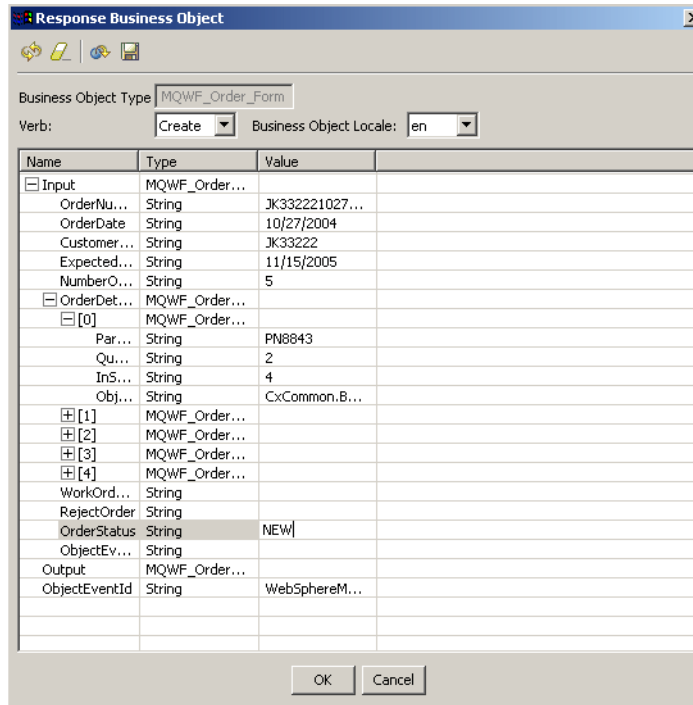 Response Business Object
Business Object Type MQWF_Order_Form
Verb: Create Business Object Locale: en
Name Type Value
Input MQWF_Order...
OrderNu... String JK332221027...
OrderDate String 10/27/2004
Customer... String JK33222
Expected... String 11/15/2005
NumberO... String 5
OrderDet... MQWF_Order...
[0] MQWF_Order...
Par... String PN8843
Qu... String 2
InS... String 4
Obj... String CxCommon.B...
[1] MQWF_Order...
[2] MQWF_Order...
[3] MQWF_Order...
[4] MQWF_Order...
WorkOrd... String
RejectOrder String
OrderStatus String NEW
ObjectEv... String
Output MQWF_Order...
ObjectEventId String WebSphereM...
OK Cancel